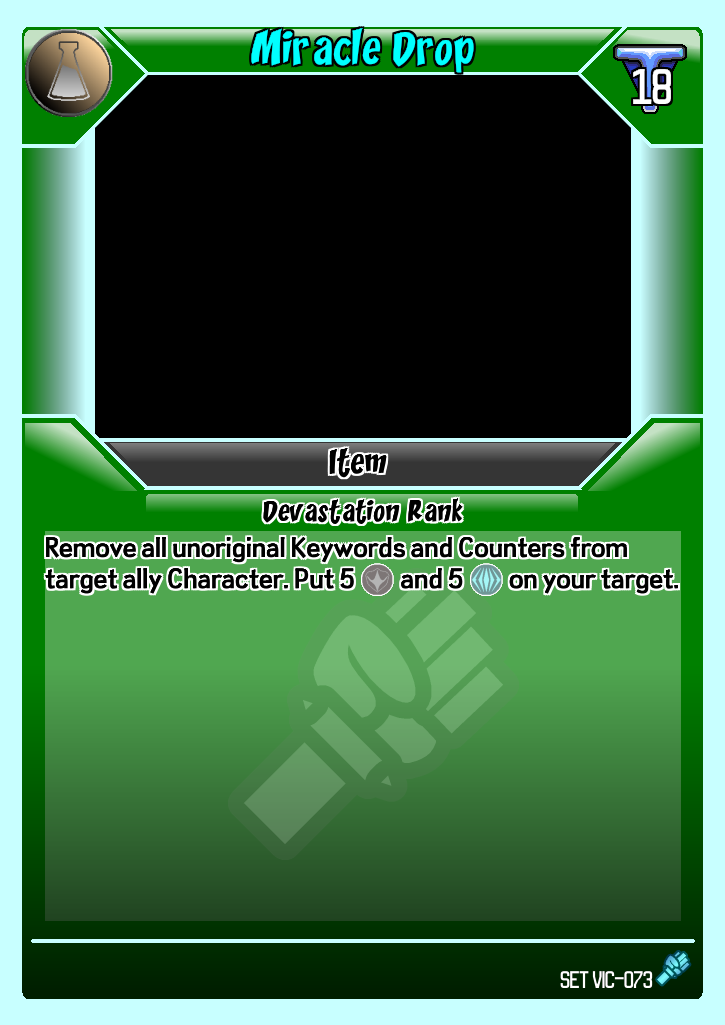 Miracle Drop
18
Item
Devastation Rank
Remove all unoriginal Keywords and Counters from
target ally Character. Put 5 and 5 on your target.
SET VIC-073